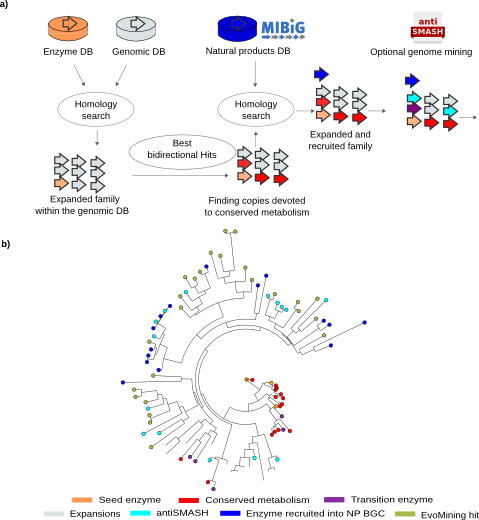 a)
MIBiG
anti
SMASH
Enzyme DB
Genomic DB
Natural products DB
Optional genome mining
Homology
search
Homology
search
Best
bidirectional Hits
Expanded and
recruited family
Expanded family
within the genomic DB
Finding copies devoted
to conserved metabolism
b)
Seed enzyme
Conserved metabolism
Transition enzyme
Expansions
antiSMASH
Enzyme recruited into NP BGC
EvoMining hit